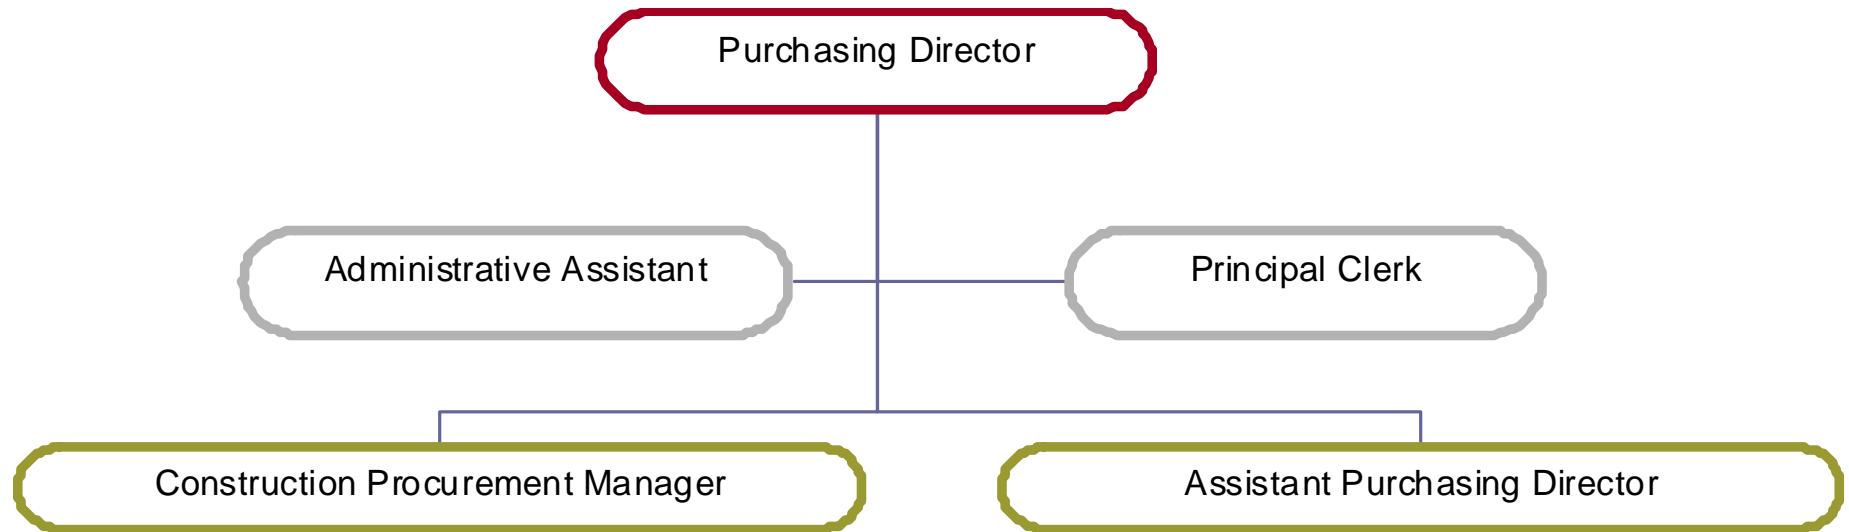 Purchasing Director
Administrative Assistant
Principal Clerk
Construction Procurement Manager
Assistant Purchasing Director